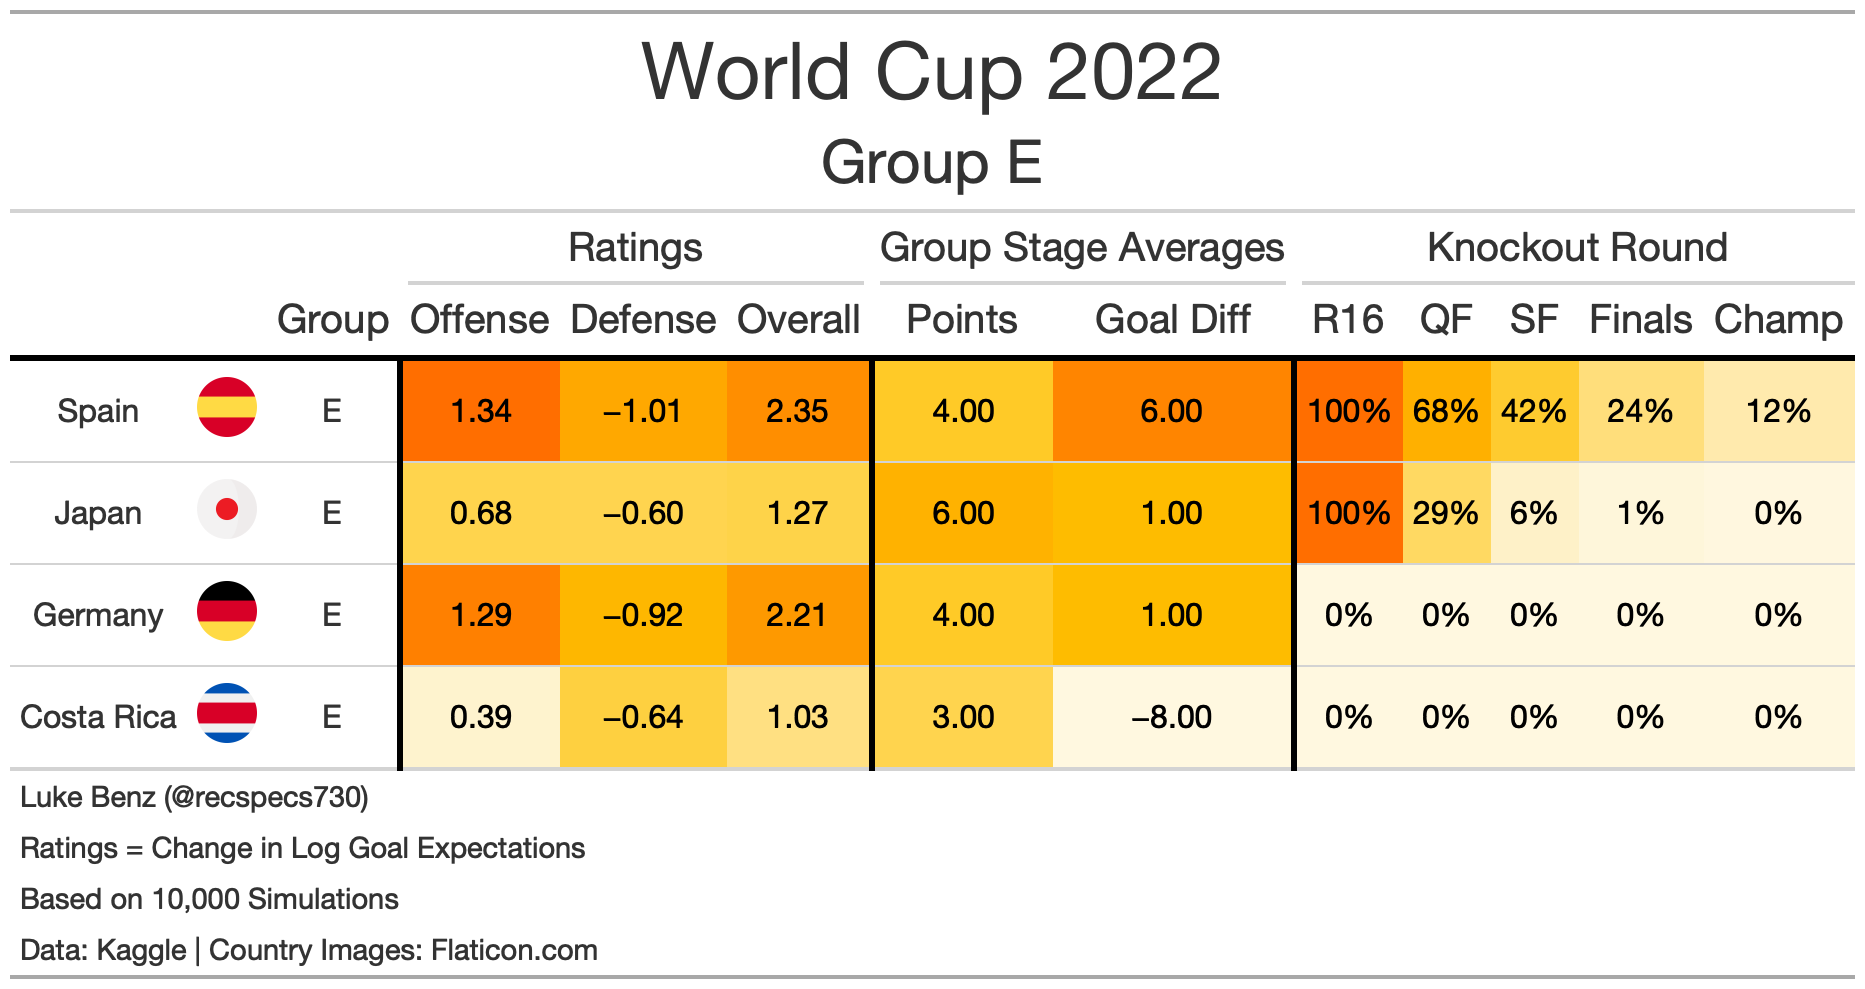 World Cup 2022
Group E
Ratings Group Stage Averages Knockout Round
Group Offense Defense Overall Points Goal Diff R16 QF SF Finals Champ
Spain E 1.34 −1.01 2.35 4.00 6.00 100% 68% 42% 24% 12%
Japan E 0.68 −0.60 1.27 6.00 1.00 100% 29% 6% 1% 0%
Germany E 1.29 −0.92 2.21 4.00 1.00 0% 0% 0% 0% 0%
Costa Rica E 0.39 −0.64 1.03 3.00 −8.00 0% 0% 0% 0% 0%
Luke Benz (@recspecs730)
Ratings = Change in Log Goal Expectations
Based on 10,000 Simulations
Data: Kaggle | Country Images: Flaticon.com